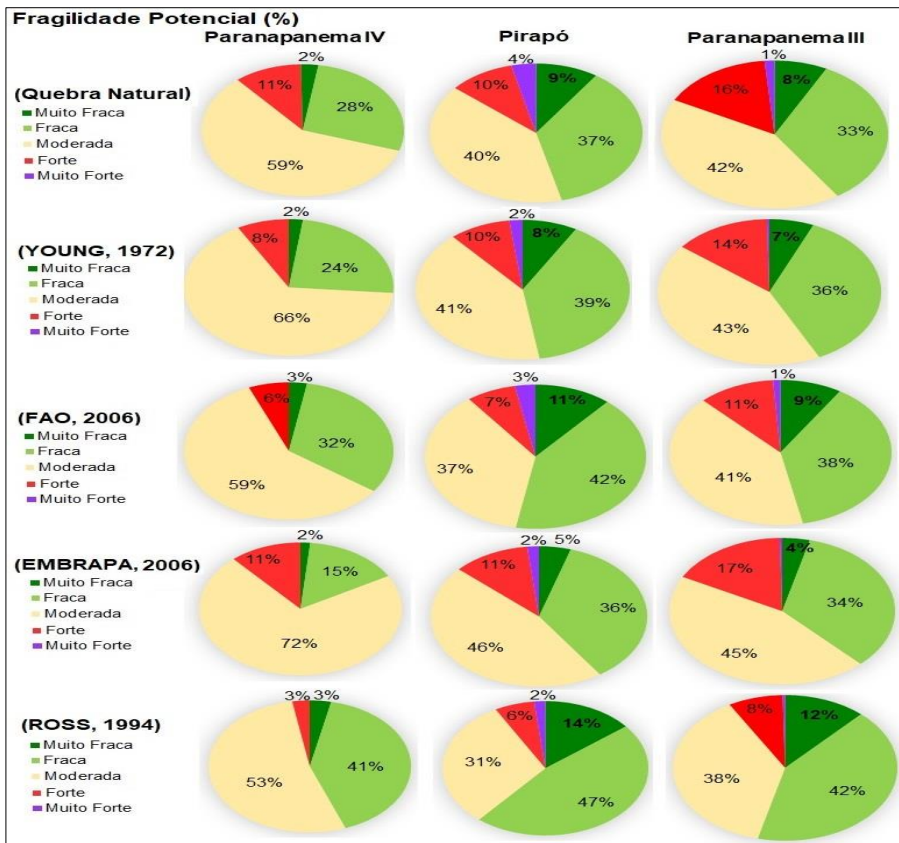 Fragilidade Potencial (%)
Paranapanema IV Pirapó Paranapanema III
(Quebra Natural)
Muito Fraca
Fraca
Moderada
Forte
Muito Forte
2%
28%
59%
11%
4%
9%
37%
40%
10%
1%
8%
33%
42%
16%
(YOUNG, 1972)
Muito Fraca
Fraca
Moderada
Forte
Muito Forte
2%
24%
66%
8%
2%
8%
39%
41%
10%
7%
36%
43%
14%
(FAO, 2006)
Muito Fraca
Fraca
Moderada
Forte
Muito Forte
3%
32%
59%
6%
3%
11%
42%
37%
7%
1%
9%
38%
41%
11%
(EMBRAPA, 2006)
Muito Fraca
Fraca
Moderada
Forte
Muito Forte
2%
15%
72%
11%
2%
5%
36%
46%
11%
4%
34%
45%
17%
(ROSS, 1994)
Muito Fraca
Fraca
Moderada
Forte
Muito Forte
3%
3%
41%
53%
2%
14%
47%
31%
6%
12%
42%
38%
8%